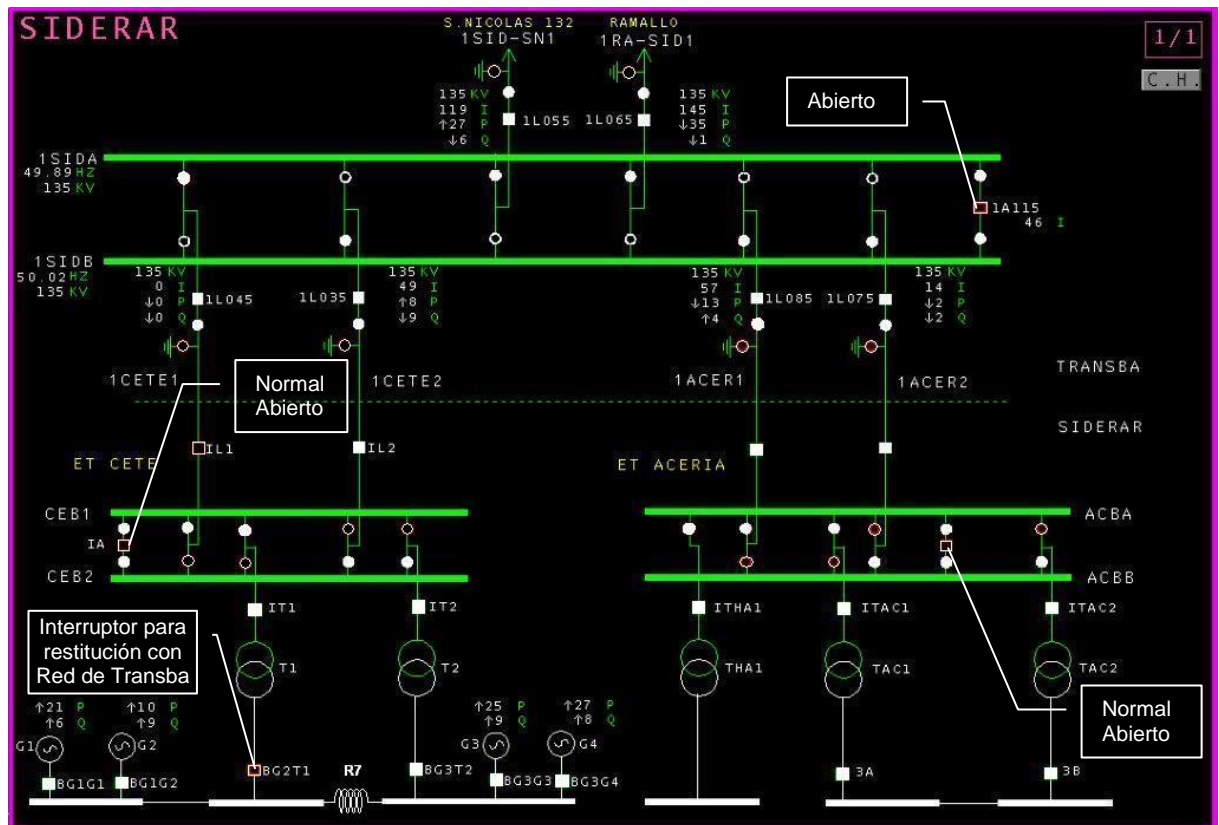 SIDERAR
S.NICOLAS 132
1SID-SN1
RAMALLO
1RA-SID1
1/1
C.H.
Abierto
135 KV
119 I
↑27 P
↓6 Q
1L055
1L065
135 KV
145 I
↓35 P
↓1 Q
1SIDA
49.89 HZ
135 KV
1A115
46 I
1SIDB
50.02 HZ
135 KV
135 KV
0 I
↓0 P
↓0 Q
1L045
1L035
135 KV
49 I
↑8 P
↓9 Q
135 KV
57 I
↓13 P
↑4 Q
1L085
1L075
135 KV
14 I
↓2 P
↓2 Q
1CETE1
Normal
Abierto
1CETE2
1ACER1
1ACER2
TRANSBA
SIDERAR
ET CETE
IL1
IL2
ET ACERIA
CEB1
IA
CEB2
ACBA
ACBB
IT1
IT2
ITHA1
ITAC1
ITAC2
Interruptor para
restitución con
Red de Transba
T1
T2
THA1
TAC1
TAC2
Normal
Abierto
↑21 P
↑6 Q
G1
↑10 P
↑9 Q
G2
↑25 P
↑9 Q
G3
↑27 P
↑8 Q
G4
BG1G1
BG1G2
BG2T1
R7
BG3T2
BG3G3
BG3G4
3A
3B